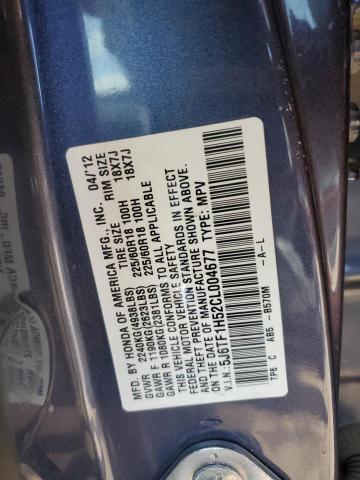 MFD. BY HONDA OF AMERICA MFG., INC. 04/12
TIRE SIZE RIM SIZE
GVWR 2240KG(4938LBS)
GAWR F 1190KG(2623LBS) 225/60R18 100H 18X7J
GAWR R 1080KG(2381LBS) 225/60R18 100H 18X7J
THIS VEHICLE CONFORMS TO ALL APPLICABLE
FEDERAL MOTOR VEHICLE SAFETY
STANDARDS IN EFFECT
ON THE DATE OF MANUFACTURE SHOWN ABOVE.
V.I.N.: 5J6TF1H52CL004677 TYPE: MPV
TP6 C AB5 - B570M - A - L